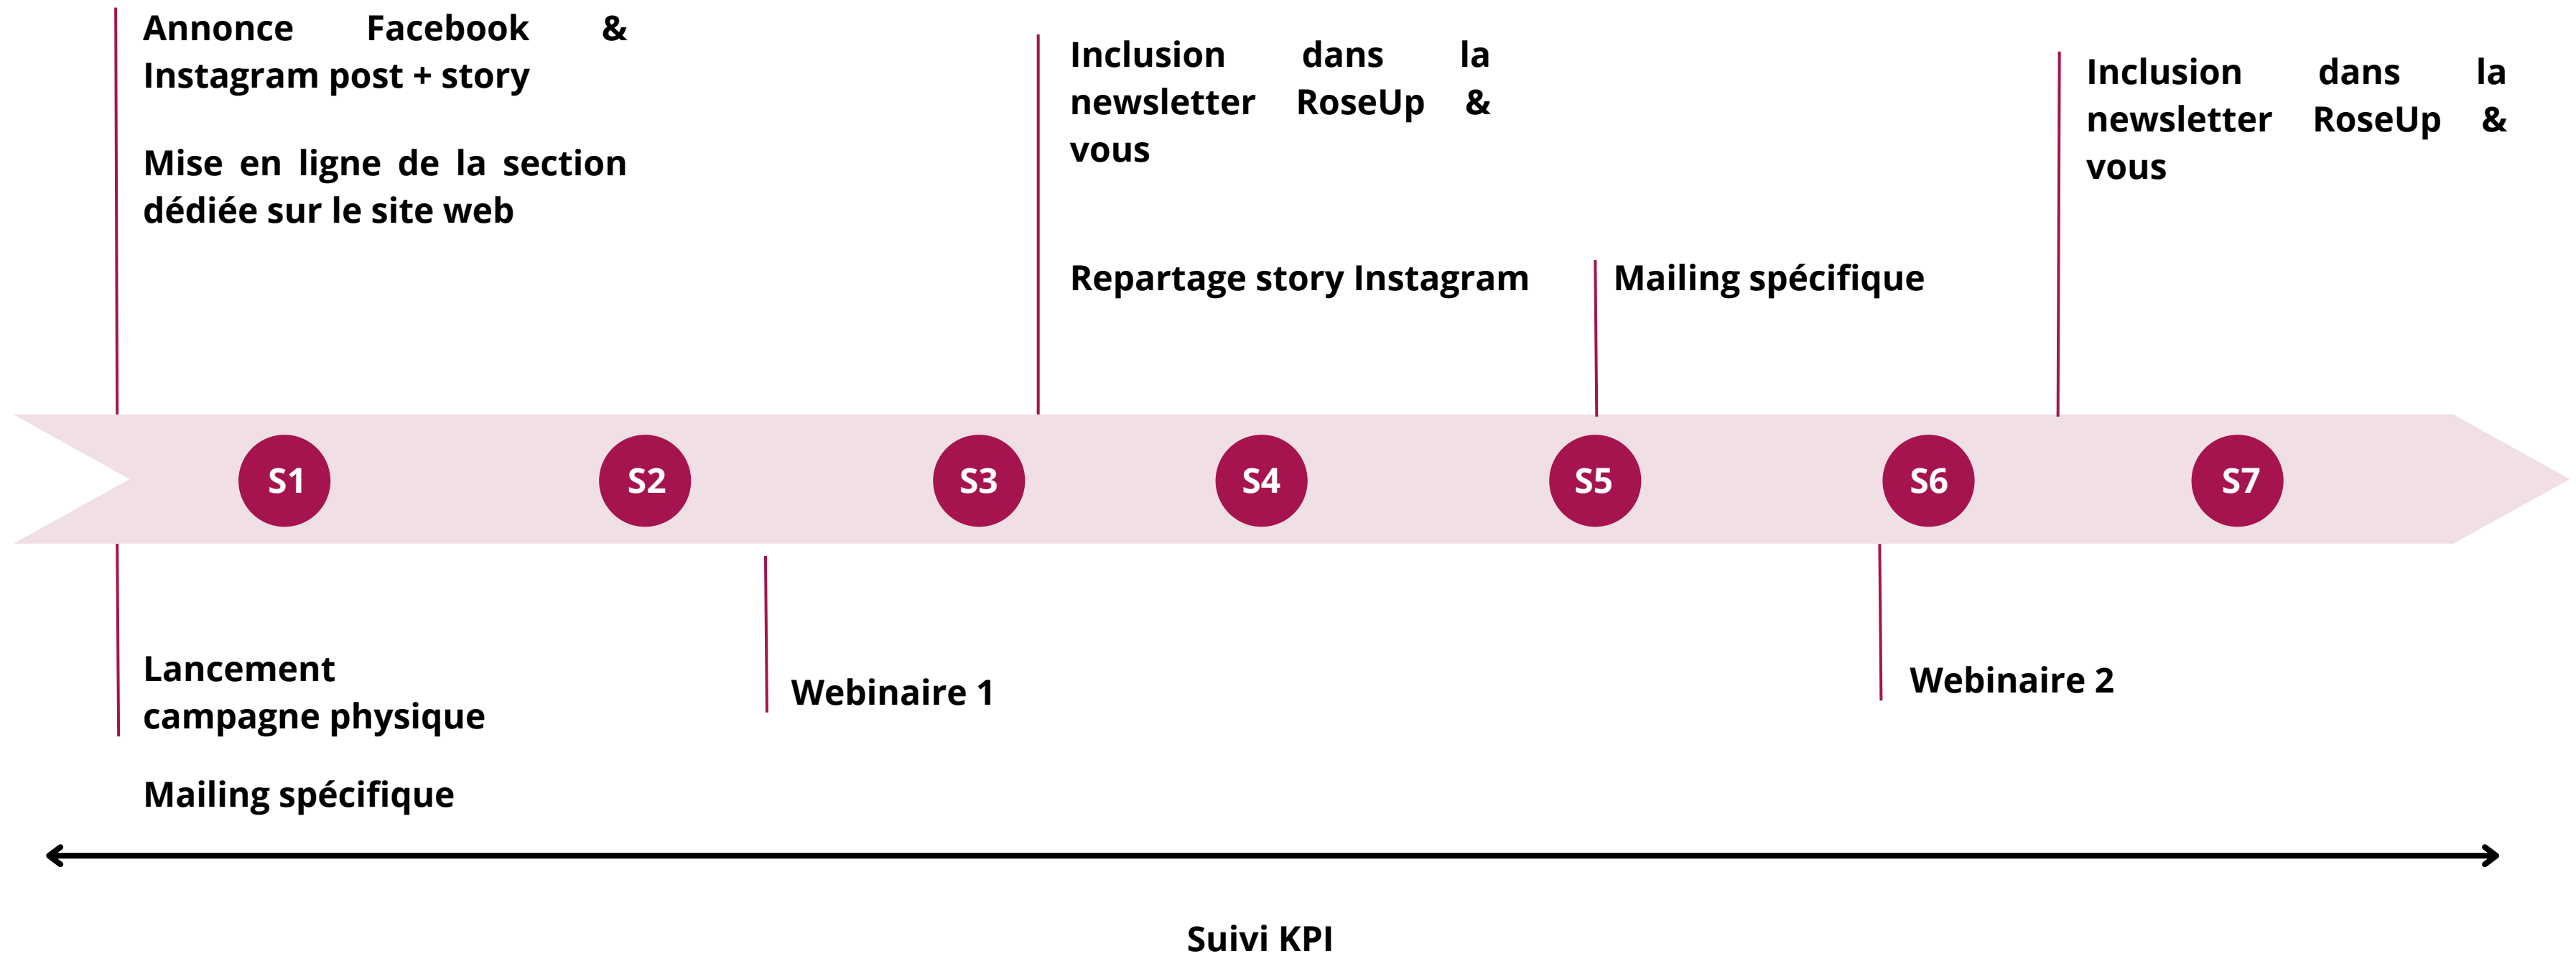 Annonce Facebook &
Instagram post + story
Mise en ligne de la section
dédiée sur le site web
Inclusion dans la
newsletter RoseUp &
vous
Repartage story Instagram
Mailing spécifique
Inclusion dans la
newsletter RoseUp &
vous
S1
S2
S3
S4
S5
S6
S7
Lancement
campagne physique
Mailing spécifique
Webinaire 1
Webinaire 2
Suivi KPI